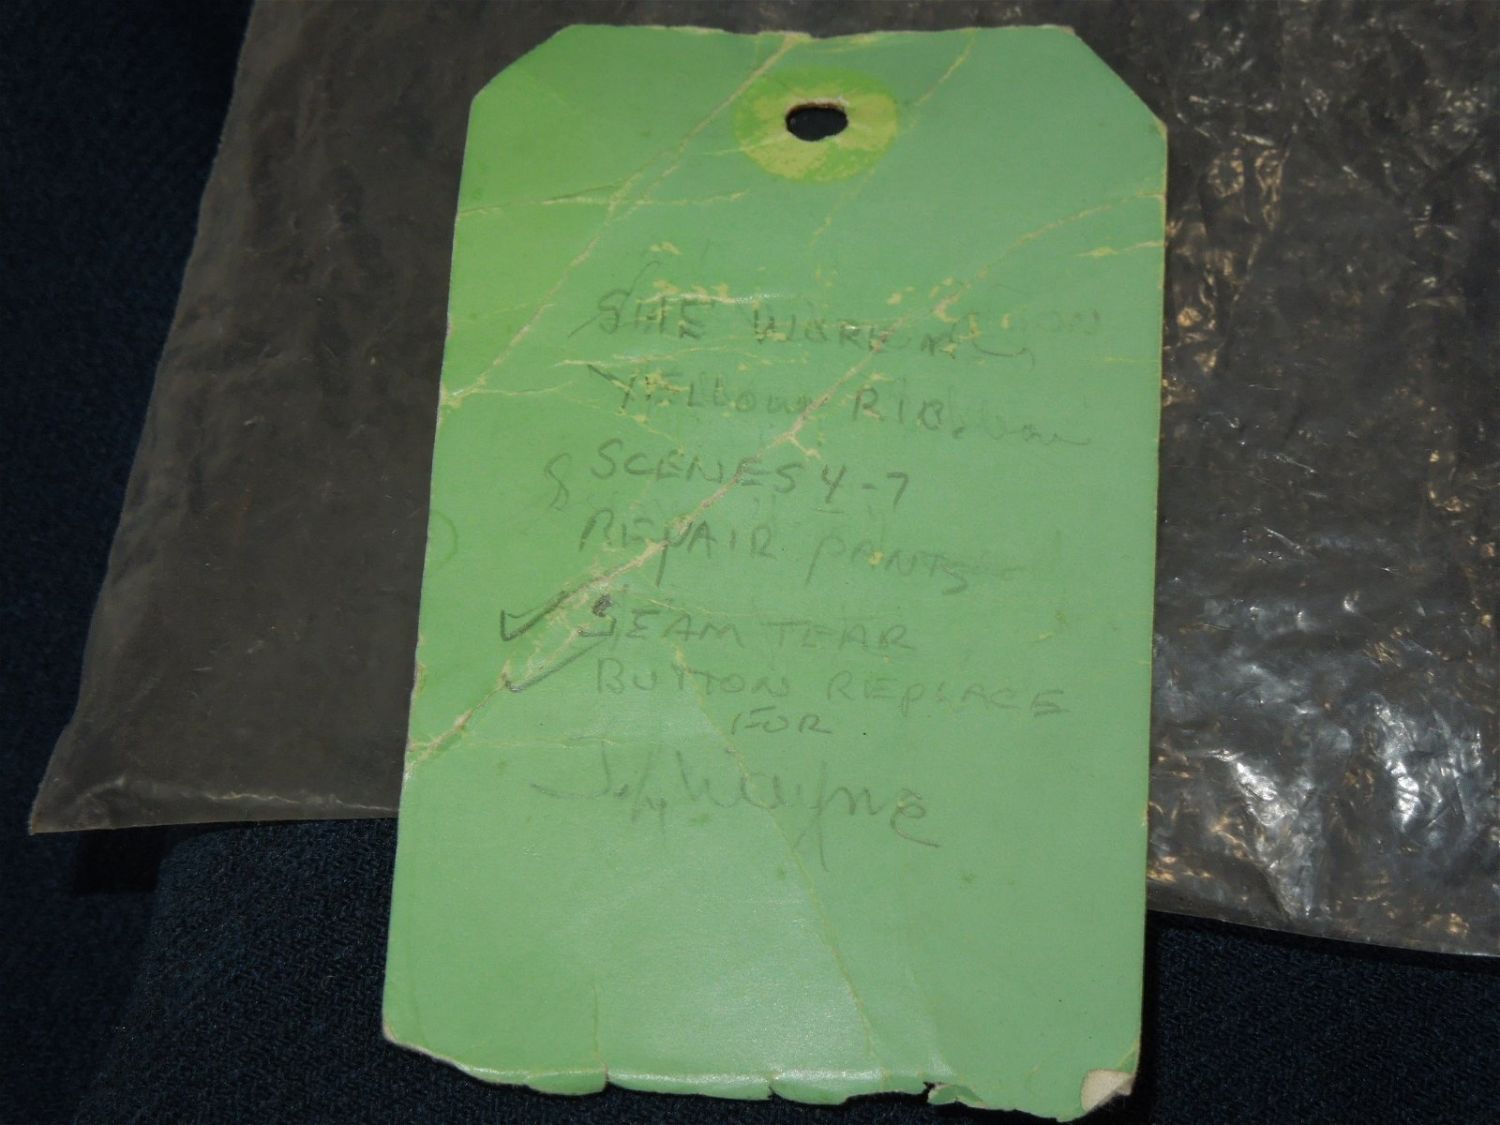 SHE WORE A
YELLOW RIBBON
SCENES 4-7
REPAIR PANTS
✓ SEAM TEAR
✓ BUTTON REPLACE
FOR
Wayne